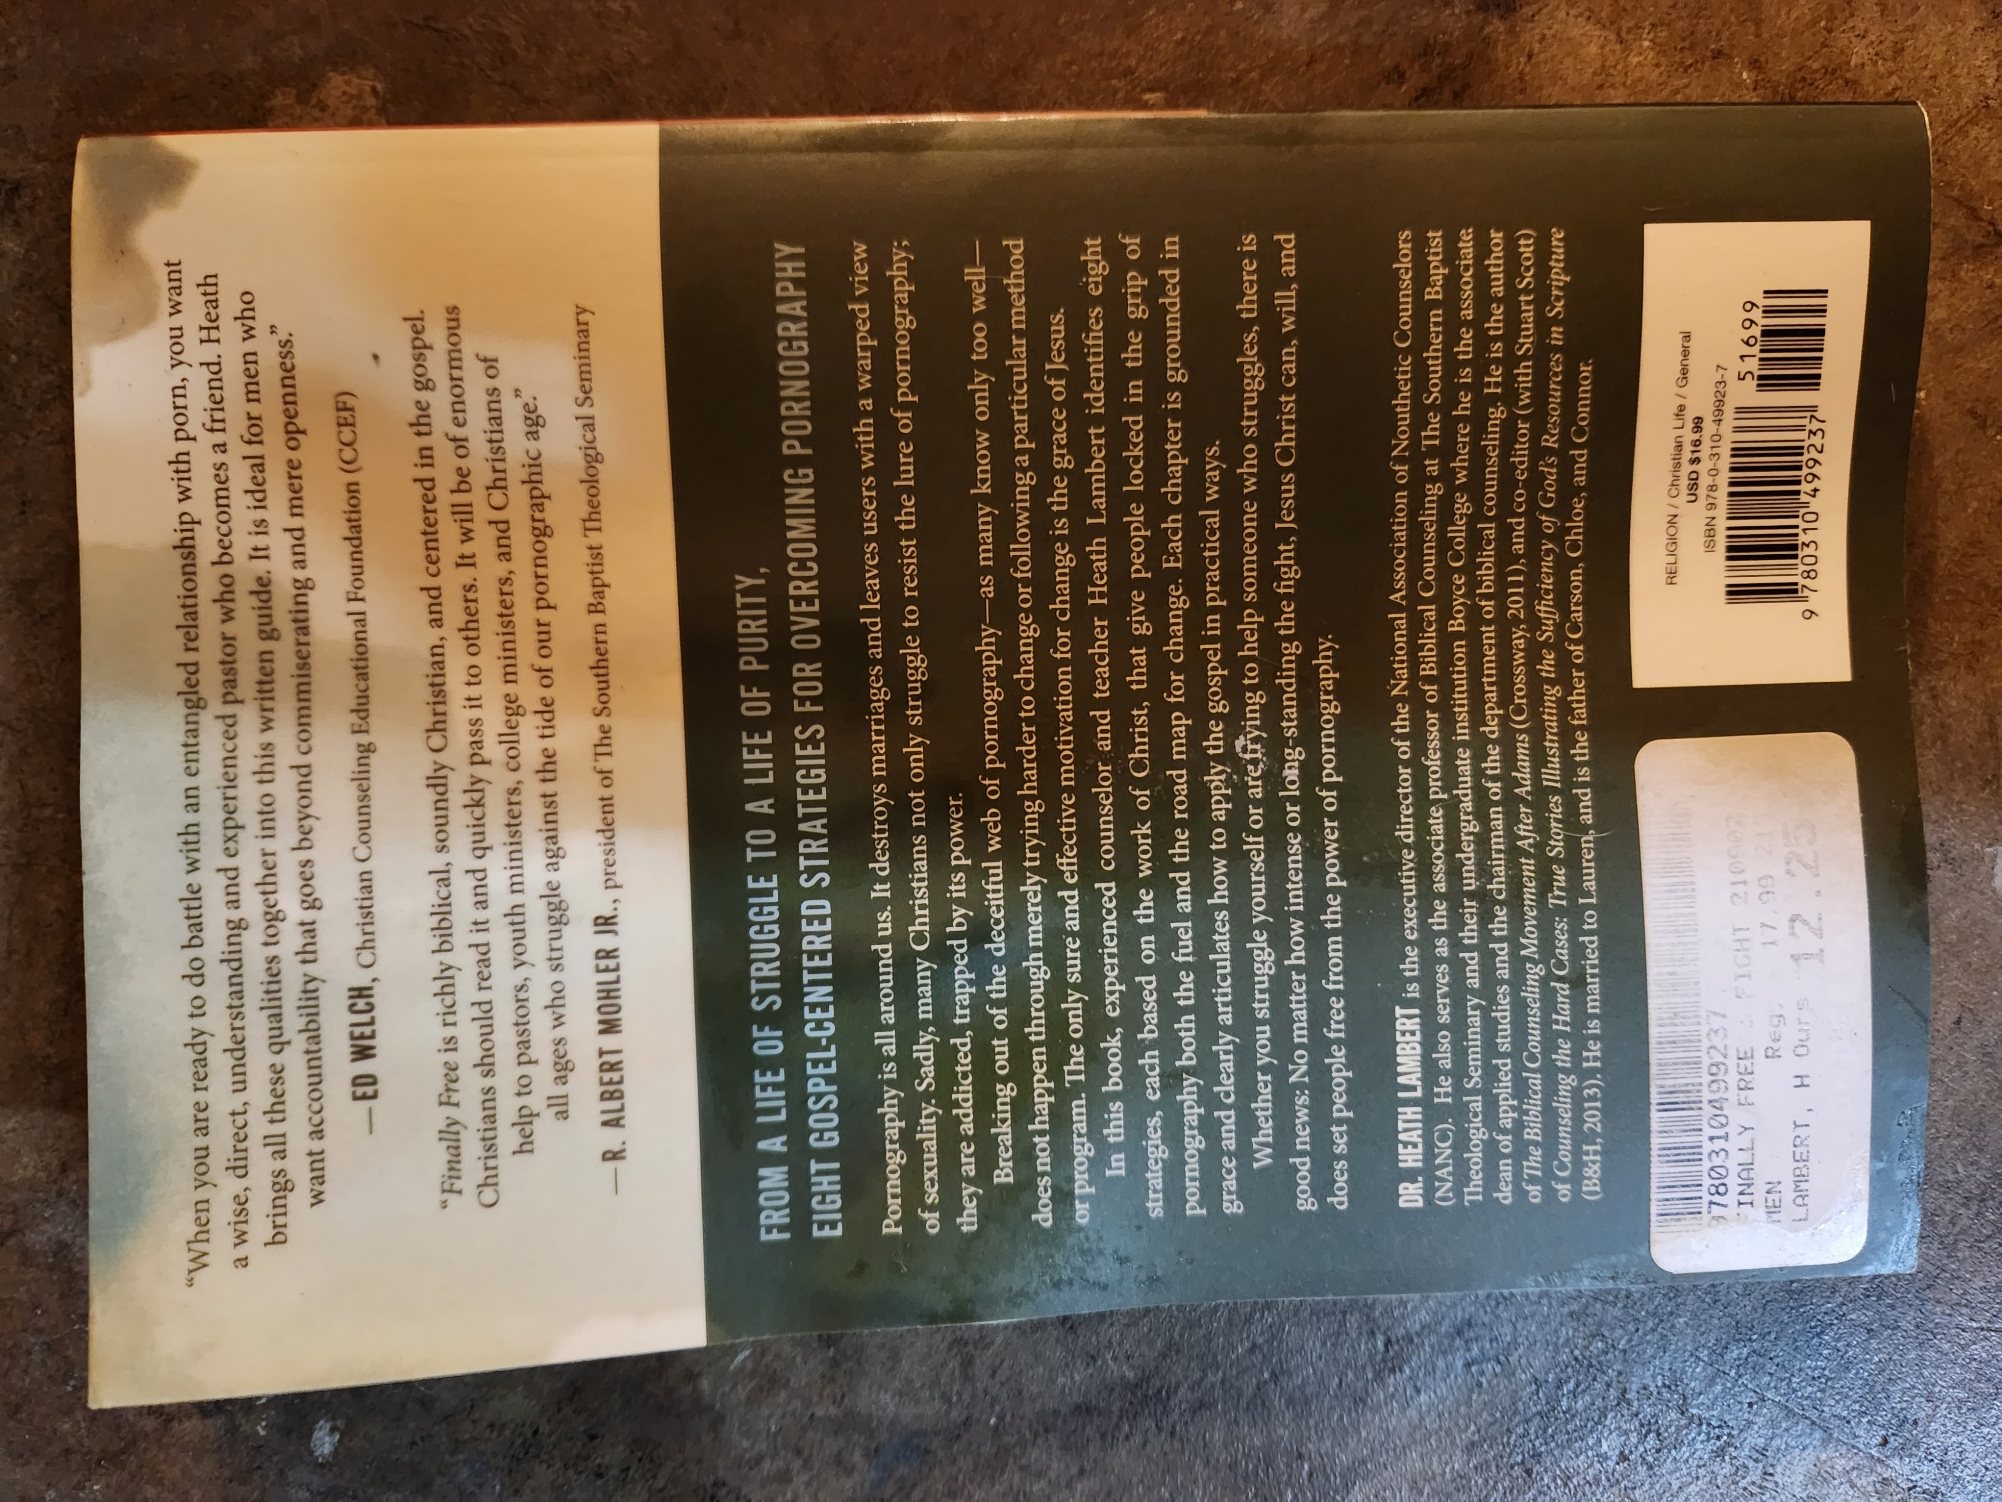 “When you are ready to do battle with an entangled relationship with porn, you want
a wise, direct, understanding and experienced pastor who becomes a friend. Heath
brings all these qualities together into this written guide. It is ideal for men who
want accountability that goes beyond commiserating and mere openness.”
—ED WELCH, Christian Counseling Educational Foundation (CCEF)
“Finally Free is richly biblical, soundly Christian, and centered in the gospel.
Christians should read it and quickly pass it to others. It will be of enormous
help to pastors, youth ministers, college ministers, and Christians of
all ages who struggle against the tide of our pornographic age.”
—R. ALBERT MOHLER JR., president of The Southern Baptist Theological Seminary
FROM A LIFE OF STRUGGLE TO A LIFE OF PURITY,
EIGHT GOSPEL-CENTERED STRATEGIES FOR OVERCOMING PORNOGRAPHY
Pornography is all around us. It destroys marriages and leaves users with a warped view
of sexuality. Sadly, many Christians not only struggle to resist the lure of pornography;
they are addicted, trapped by its power.
Breaking out of the deceitful web of pornography—as many know only too well—
does not happen through merely trying harder to change or following a particular method
or program. The only sure and effective motivation for change is the grace of Jesus.
In this book, experienced counselor and teacher Heath Lambert identifies eight
strategies, each based on the work of Christ, that give people locked in the grip of
pornography both the fuel and the road map for change. Each chapter is grounded in
grace and clearly articulates how to apply the gospel in practical ways.
Whether you struggle yourself or are trying to help someone who struggles, there is
good news: No matter how intense or long-standing the fight, Jesus Christ can, will, and
does set people free from the power of pornography.
DR. HEATH LAMBERT is the executive director of the National Association of Nouthetic Counselors
(NANC). He also serves as the associate professor of Biblical Counseling at The Southern Baptist
Theological Seminary and their undergraduate institution Boyce College where he is the associate
dean of applied studies and the chairman of the department of biblical counseling. He is the author
of The Biblical Counseling Movement After Adams (Crossway, 2011), and co-editor (with Stuart Scott)
of Counseling the Hard Cases: True Stories Illustrating the Sufficiency of God's Resources in Scripture
(B&H, 2013). He is married to Lauren, and is the father of Carson, Chloe, and Connor.
9780310499237
INALLY FREE : FIGHT
MEN Reg. 17.99
LAMBERT, H Ours 12.25
RELIGION / Christian Life / General
USD $16.99
ISBN 978-0-310-49923-7
51699
9 780310 499237